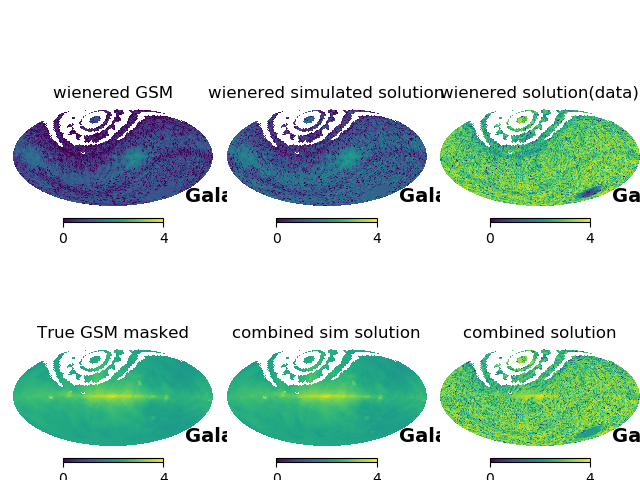 wienered GSM
wienered simulated solution
wienered solution(data)
Gala
Gala
Ga
0 4
0 4
0 4
True GSM masked
combined sim solution
combined solution
Gala
Gala
Ga
0 4
0 4
0 4